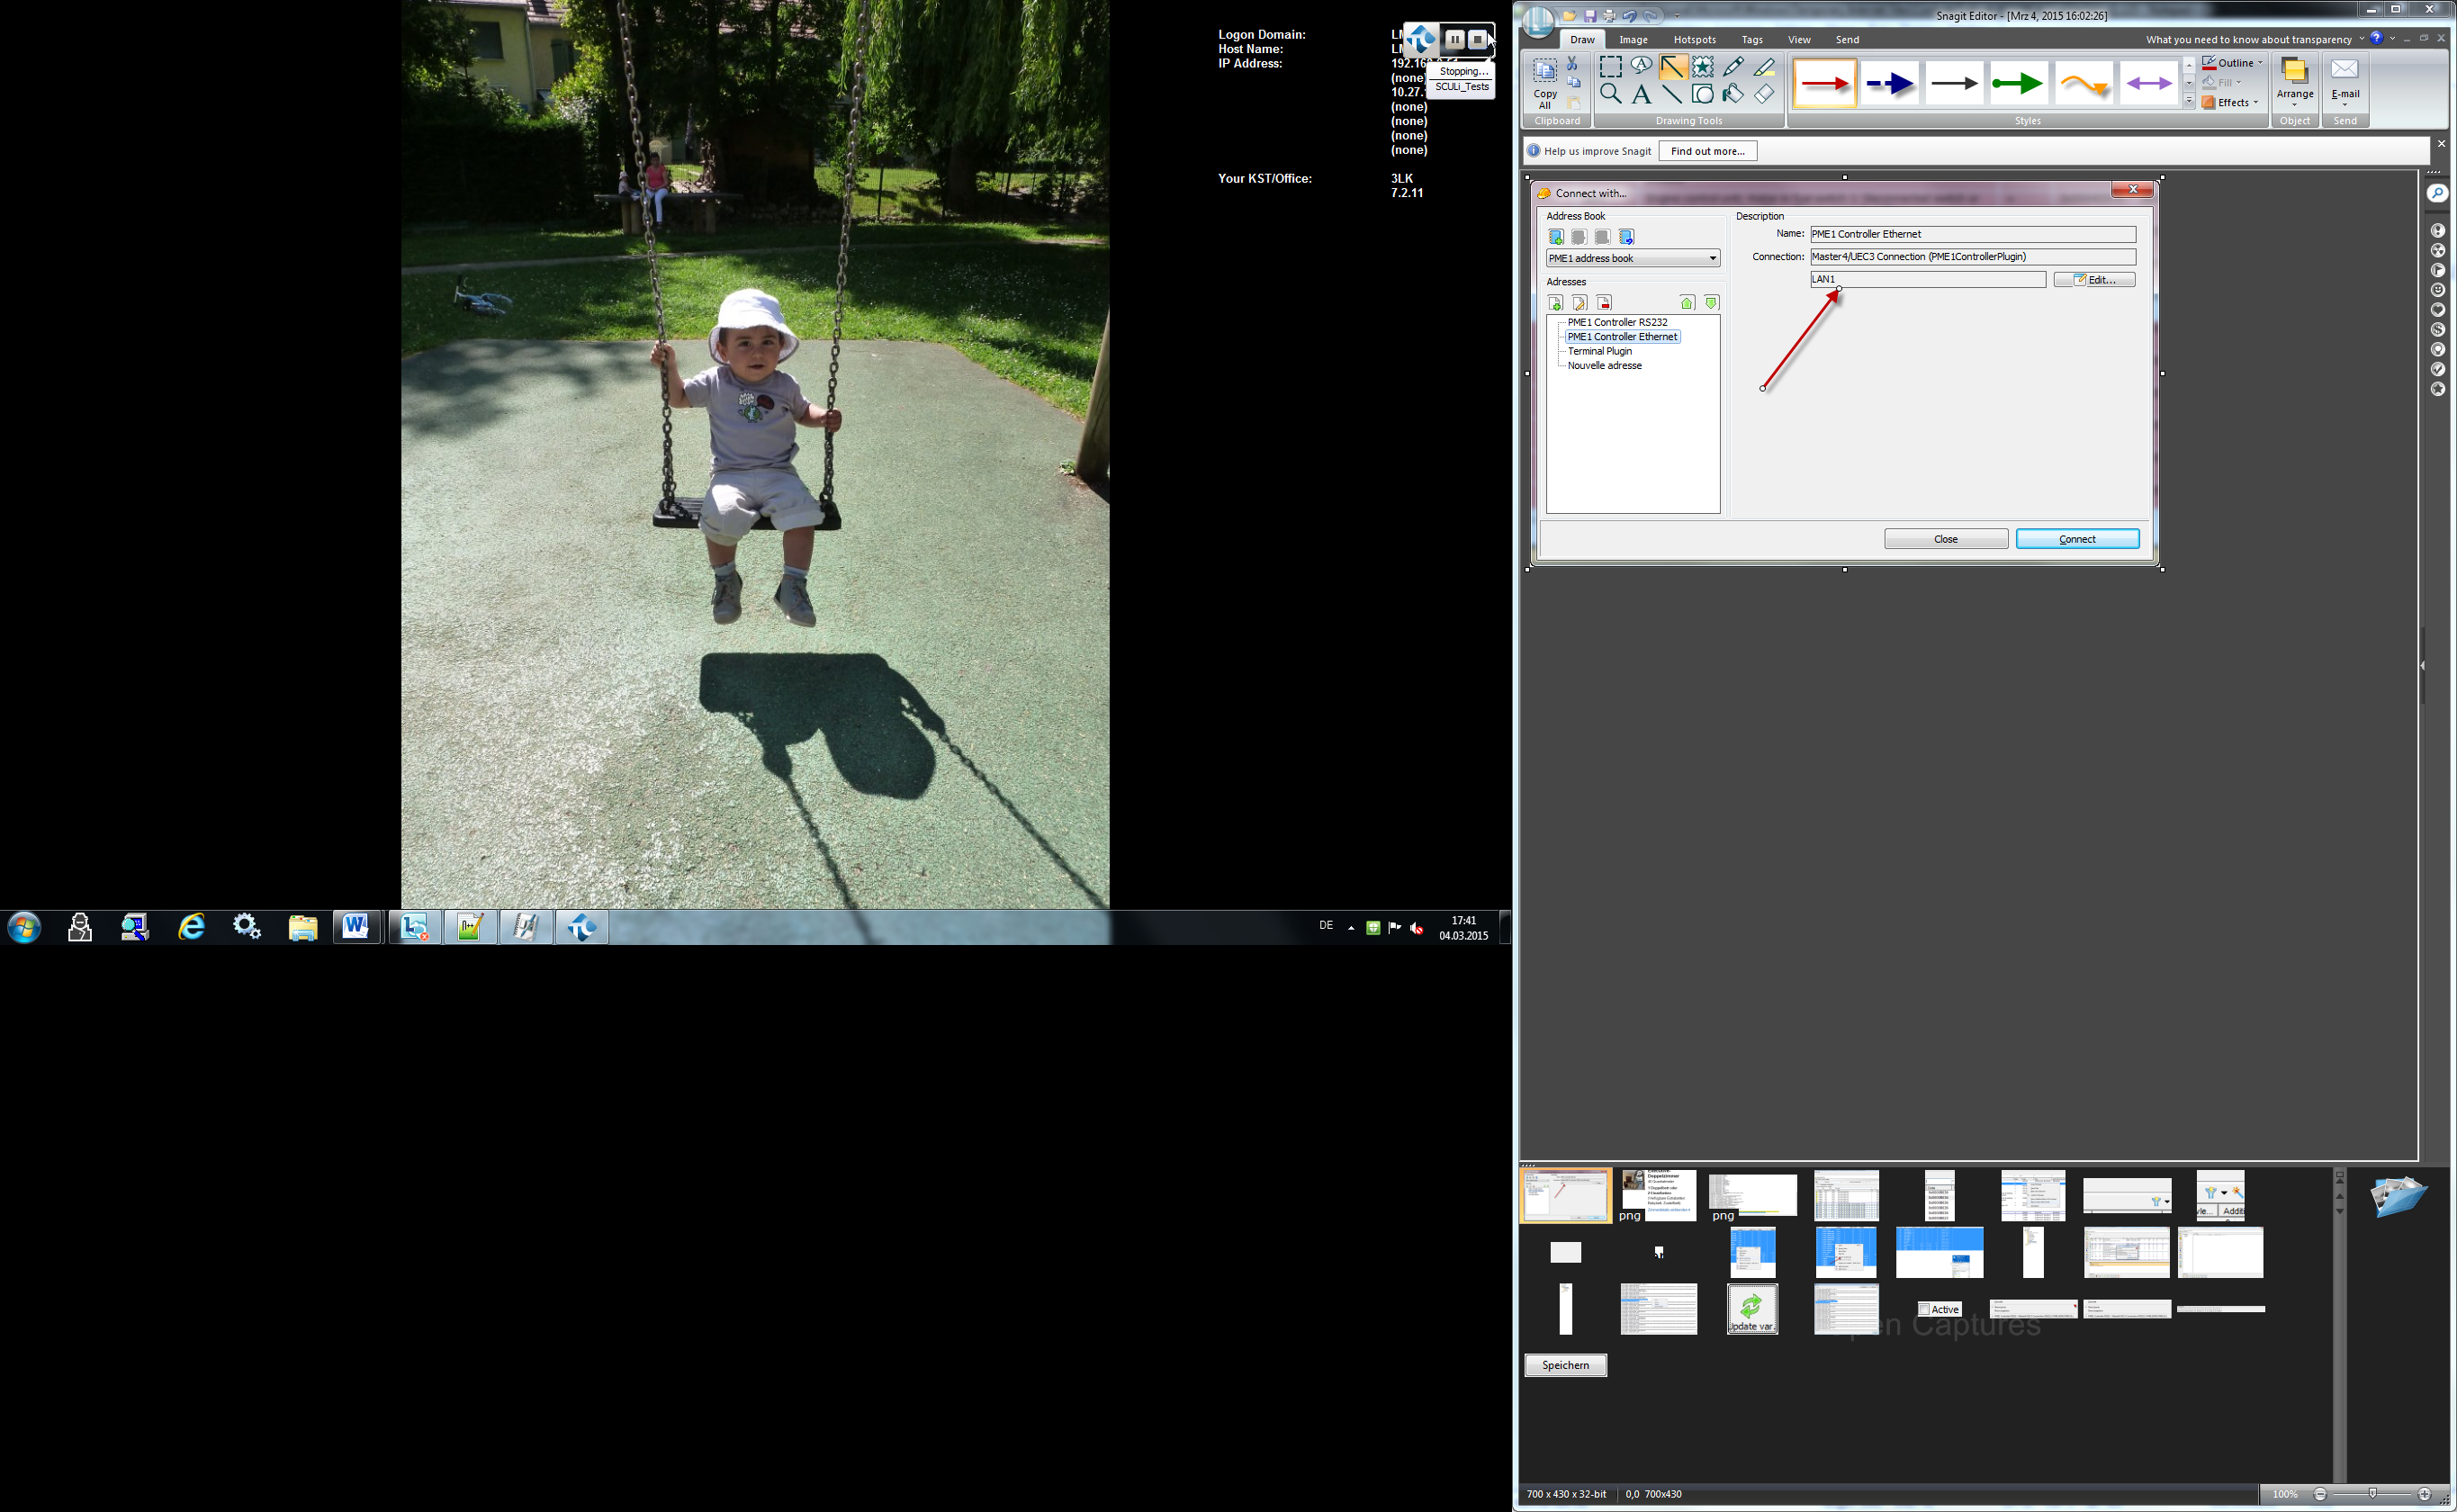 Logon Domain:
Host Name:
IP Address:
(none)
10.27.
(none)
(none)
(none)
(none)
Your KST/Office:
3LK
7.2.11
Stopping...
SCULi_Tests
DE
17:41
04.03.2015
Snagit Editor - [Mrz 4, 2015 16:02:26]
Draw
Image
Hotspots
Tags
View
Send
What you need to know about transparency
Copy
All
Outline
Fill
Effects
Arrange
E-mail
Clipboard
Drawing Tools
Styles
Object
Send
Help us improve Snagit
Find out more...
Connect with...
Address Book
PME1 address book
Adresses
PME1 Controller RS232
PME1 Controller Ethernet
Terminal Plugin
Nouvelle adresse
Description
Name:
PME1 Controller Ethernet
Connection:
Master4/UEC3 Connection (PME1ControllerPlugin)
LAN1
Edit...
Close
Connect
png
png
Update var.
Active
en Captures
Speichern
700 x 430 x 32-bit
0,0 700x430
100%